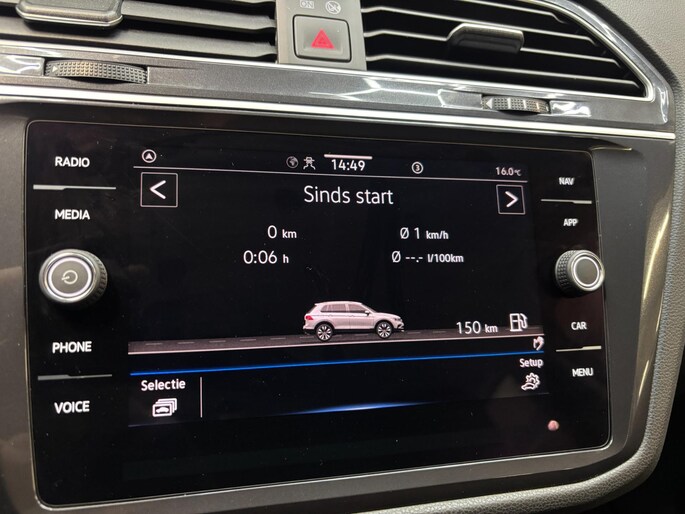 RADIO
MEDIA
PHONE
VOICE
14:49
3
16.0°C
<
Sinds start
>
0 km
Ø 1 km/h
0:06 h
Ø --.- l/100km
150 km
Selectie
Setup
NAV
APP
CAR
MENU